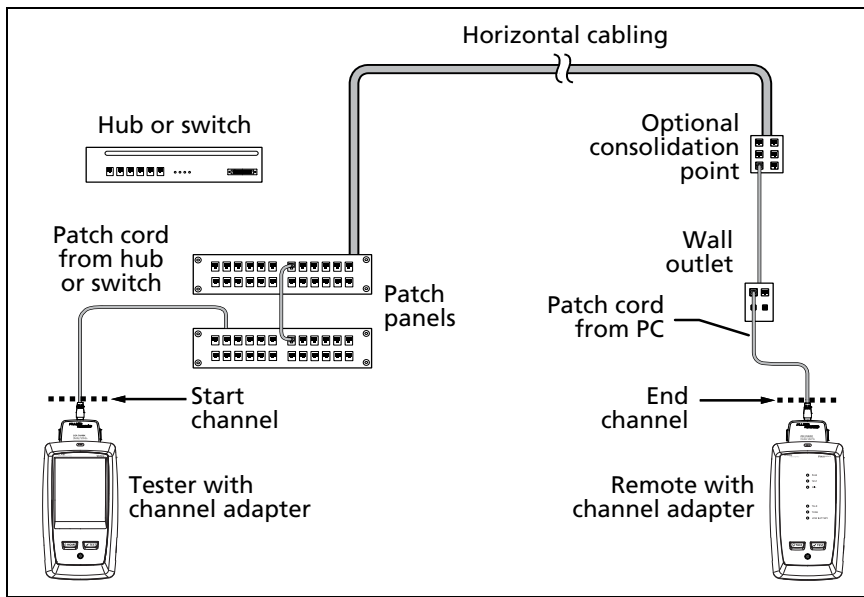 Horizontal cabling
Hub or switch
Optional
consolidation
point
Patch cord
from hub
or switch
Wall
outlet
Patch
panels
Patch cord
from PC
Start
channel
End
channel
Tester with
channel adapter
Remote with
channel adapter